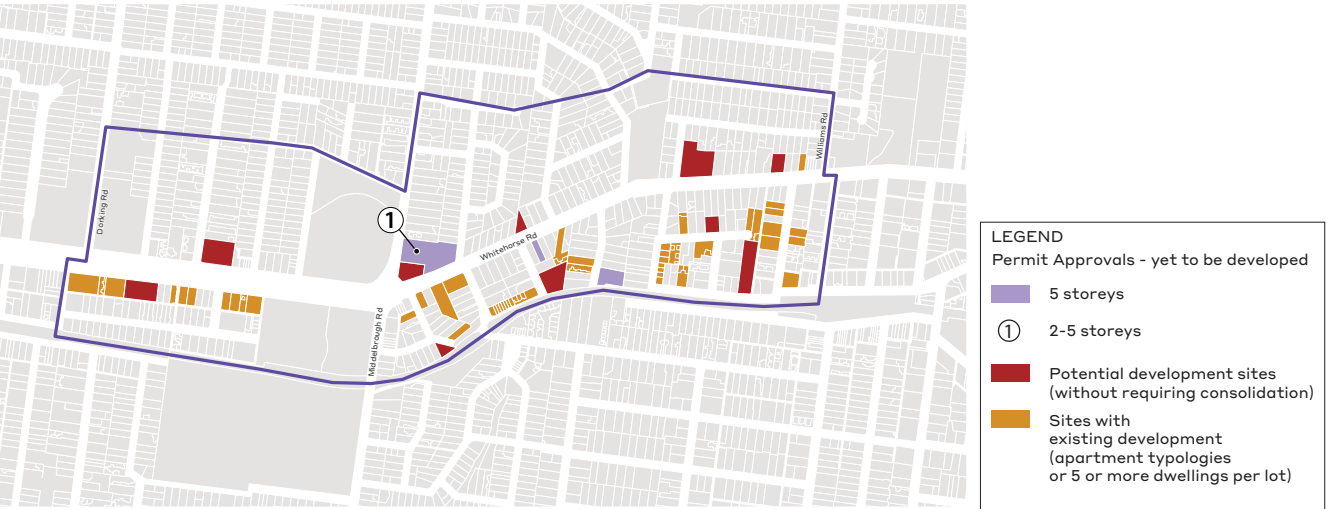 Dorking Rd
1
Middelbrough Rd
Whitehorse Rd
Williams Rd
LEGEND
Permit Approvals - yet to be developed
5 storeys
1 2-5 storeys
Potential development sites
(without requiring consolidation)
Sites with
existing development
(apartment typologies
or 5 or more dwellings per lot)